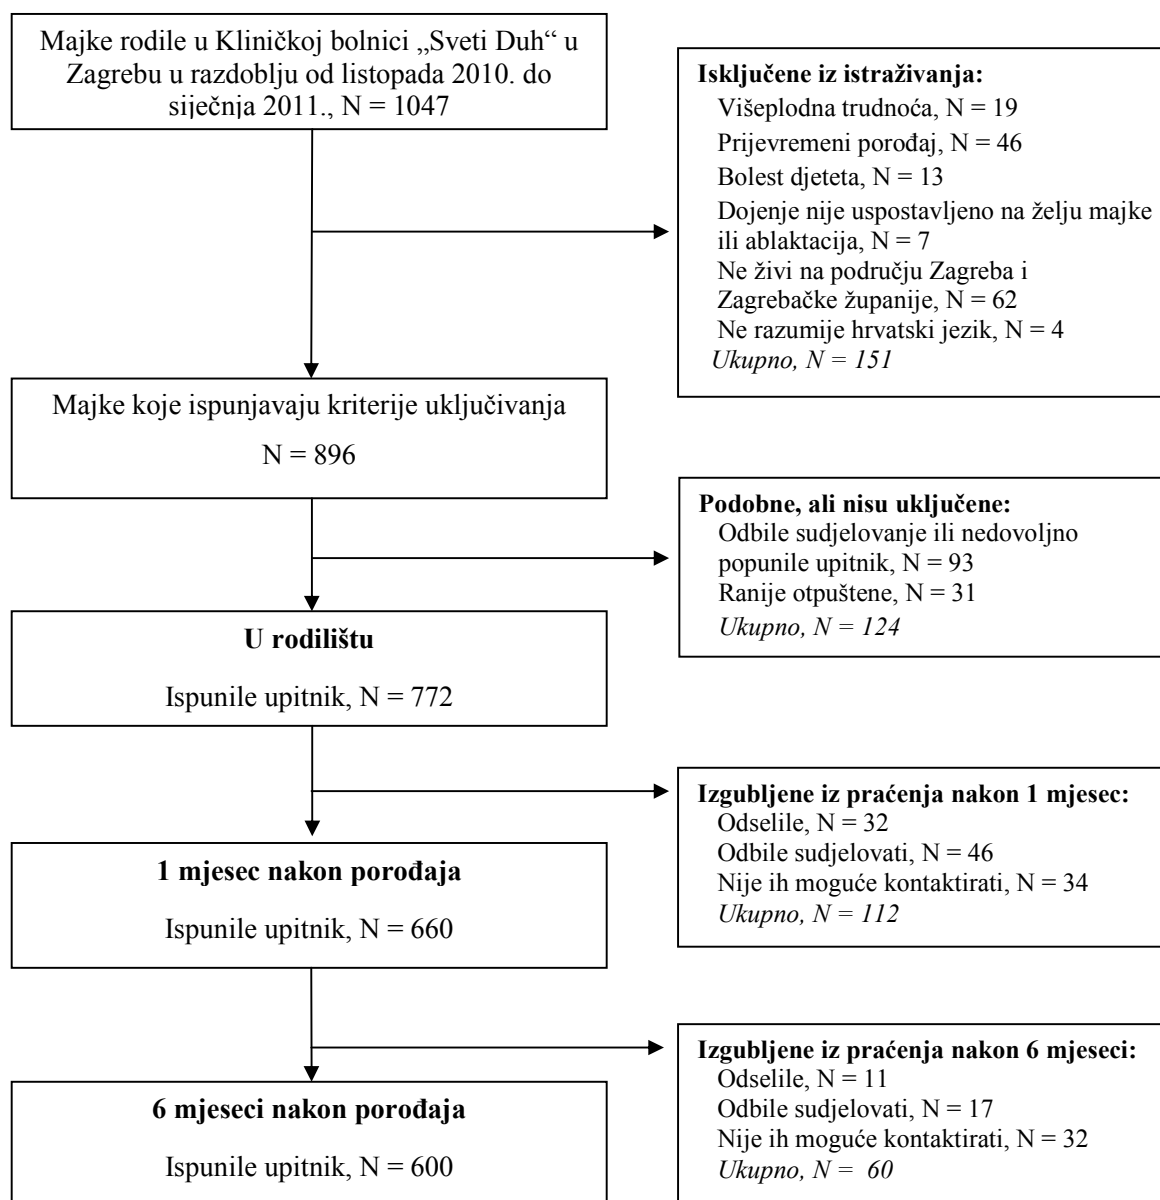 Majke rodile u Kliničkoj bolnici „Sveti Duh“ u
Zagrebu u razdoblju od listopada 2010. do
siječnja 2011., N = 1047
Isključene iz istraživanja:
Višeplodna trudnoća, N = 19
Prijevremeni porođaj, N = 46
Bolest djeteta, N = 13
Dojenje nije uspostavljeno na želju majke
ili ablaktacija, N = 7
Ne živi na području Zagreba i
Zagrebačke županije, N = 62
Ne razumije hrvatski jezik, N = 4
Ukupno, N = 151
Majke koje ispunjavaju kriterije uključivanja
N = 896
Podobne, ali nisu uključene:
Odbile sudjelovanje ili nedovoljno
popunile upitnik, N = 93
Ranije otpuštene, N = 31
Ukupno, N = 124
U rodilištu
Ispunile upitnik, N = 772
Izgubljene iz praćenja nakon 1 mjesec:
Odselile, N = 32
Odbile sudjelovati, N = 46
Nije ih moguće kontaktirati, N = 34
Ukupno, N = 112
1 mjesec nakon porođaja
Ispunile upitnik, N = 660
Izgubljene iz praćenja nakon 6 mjeseci:
Odselile, N = 11
Odbile sudjelovati, N = 17
Nije ih moguće kontaktirati, N = 32
Ukupno, N = 60
6 mjeseci nakon porođaja
Ispunile upitnik, N = 600